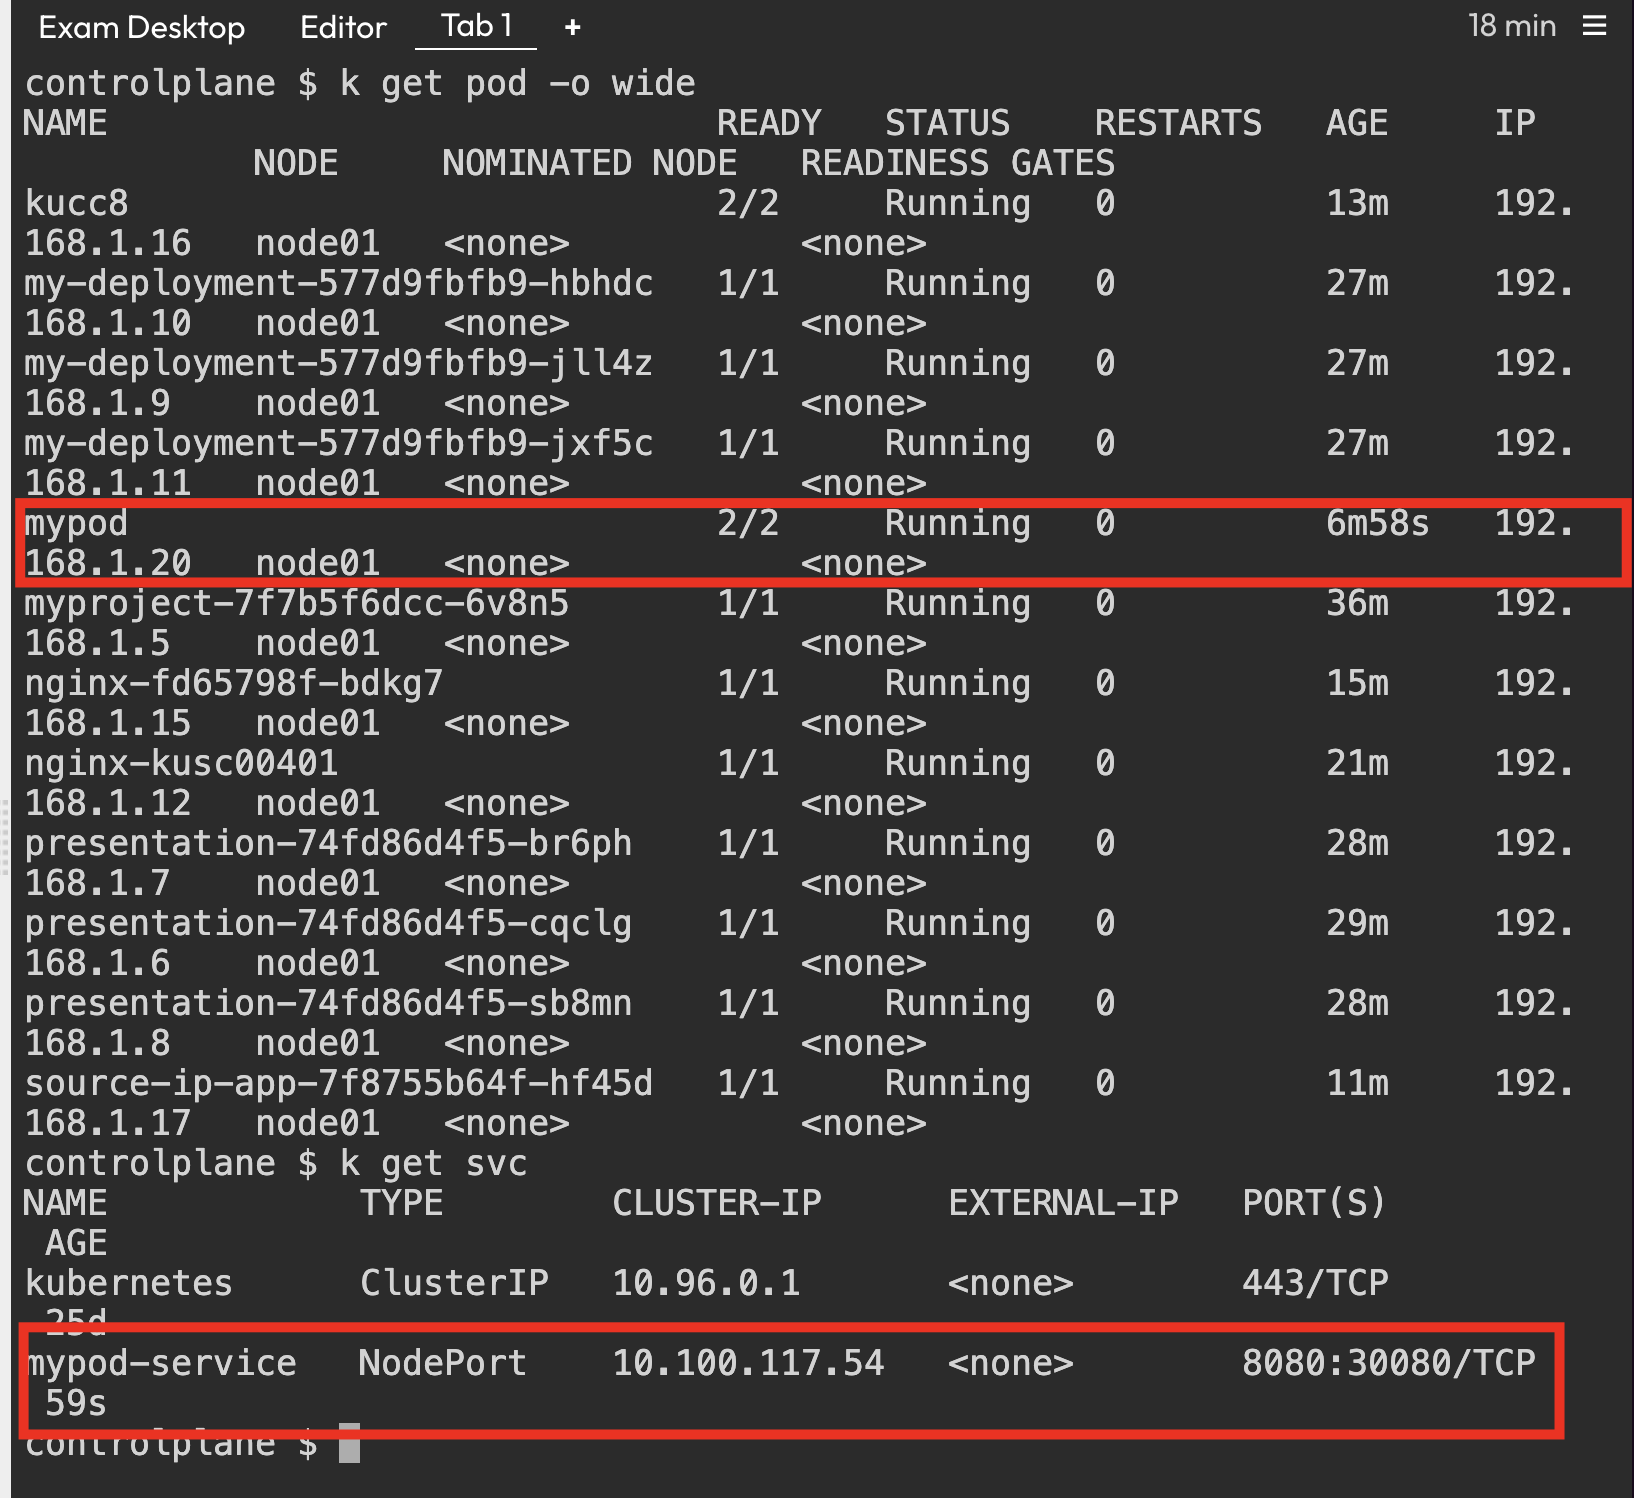 Exam Desktop Editor Tab 1 + 18 min
controlplane $ k get pod -o wide
NAME READY STATUS RESTARTS AGE IP
NODE NOMINATED NODE READINESS GATES
kucc8 2/2 Running 0 13m 192.
168.1.16 node01 <none> <none>
my-deployment-577d9fbfb9-hbhdc 1/1 Running 0 27m 192.
168.1.10 node01 <none> <none>
my-deployment-577d9fbfb9-jll4z 1/1 Running 0 27m 192.
168.1.9 node01 <none> <none>
my-deployment-577d9fbfb9-jxf5c 1/1 Running 0 27m 192.
168.1.11 node01 <none> <none>
mypod 2/2 Running 0 6m58s 192.
168.1.20 node01 <none> <none>
myproject-7f7b5f6dcc-6v8n5 1/1 Running 0 36m 192.
168.1.5 node01 <none> <none>
nginx-fd65798f-bdkg7 1/1 Running 0 15m 192.
168.1.15 node01 <none> <none>
nginx-kusc00401 1/1 Running 0 21m 192.
168.1.12 node01 <none> <none>
presentation-74fd86d4f5-br6ph 1/1 Running 0 28m 192.
168.1.7 node01 <none> <none>
presentation-74fd86d4f5-cqclg 1/1 Running 0 29m 192.
168.1.6 node01 <none> <none>
presentation-74fd86d4f5-sb8mn 1/1 Running 0 28m 192.
168.1.8 node01 <none> <none>
source-ip-app-7f8755b64f-hf45d 1/1 Running 0 11m 192.
168.1.17 node01 <none> <none>
controlplane $ k get svc
NAME TYPE CLUSTER-IP EXTERNAL-IP PORT(S)
AGE
kubernetes ClusterIP 10.96.0.1 <none> 443/TCP
25d
mypod-service NodePort 10.100.117.54 <none> 8080:30080/TCP
59s
controlplane $